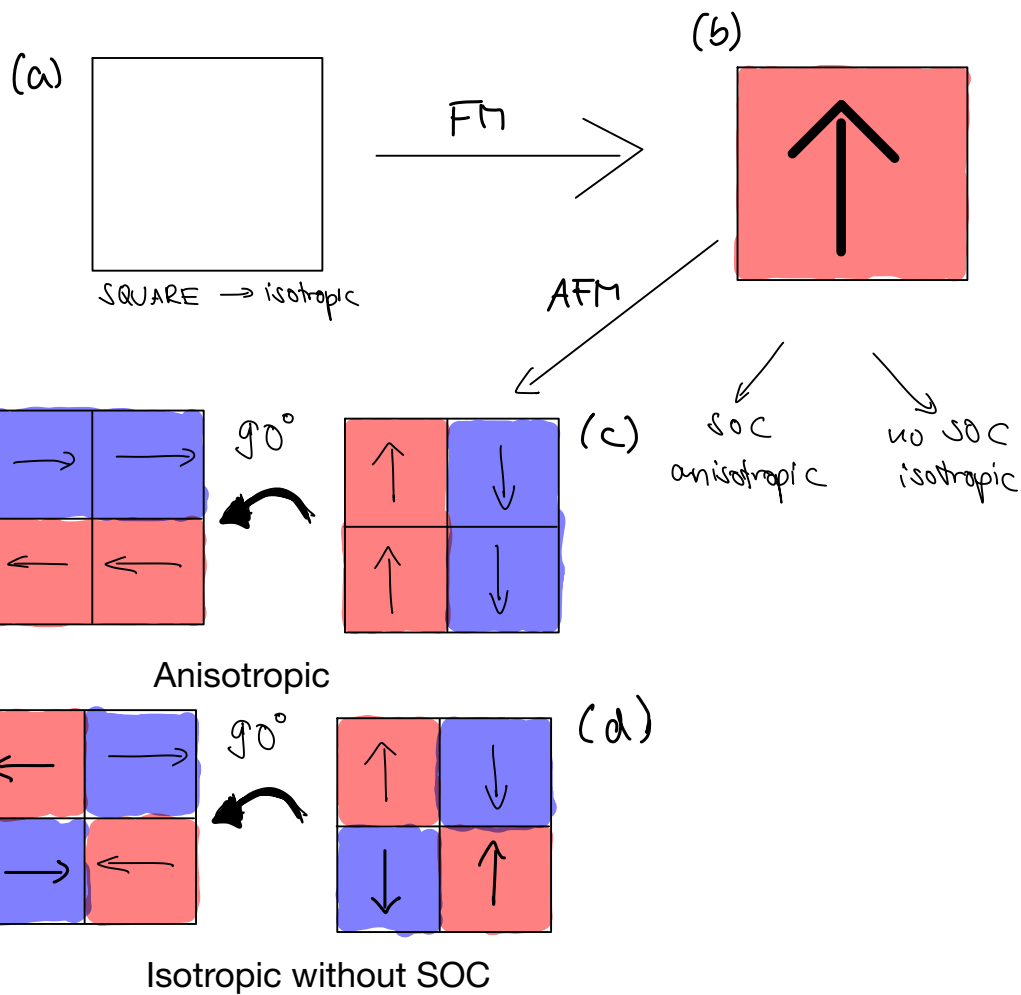 (a)
FM
(b)
SQUARE → isotropic
AFM
90°
(c)
SOC
anisotropic
no SOC
isotropic
Anisotropic
90°
(d)
Isotropic without SOC